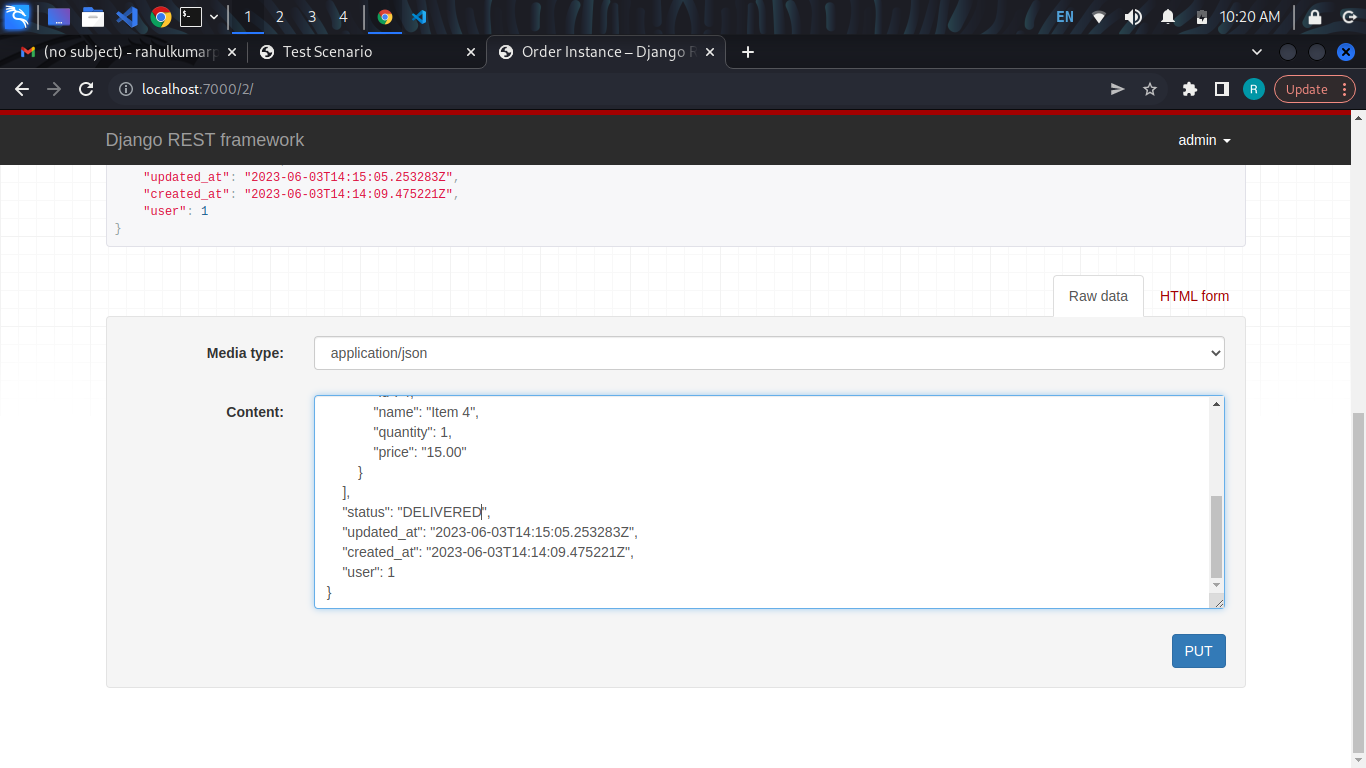 1 2 3 4 EN 10:20 AM
(no subject) - rahulkumarp
Test Scenario
Order Instance – Django R
localhost:7000/2/
R
Update
Django REST framework
admin
"updated_at": "2023-06-03T14:15:05.253283Z",
"created_at": "2023-06-03T14:14:09.475221Z",
"user": 1
}
Raw data HTML form
Media type: application/json
Content:
"name": "Item 4",
"quantity": 1,
"price": "15.00"
}
],
"status": "DELIVERED",
"updated_at": "2023-06-03T14:15:05.253283Z",
"created_at": "2023-06-03T14:14:09.475221Z",
"user": 1
}
PUT